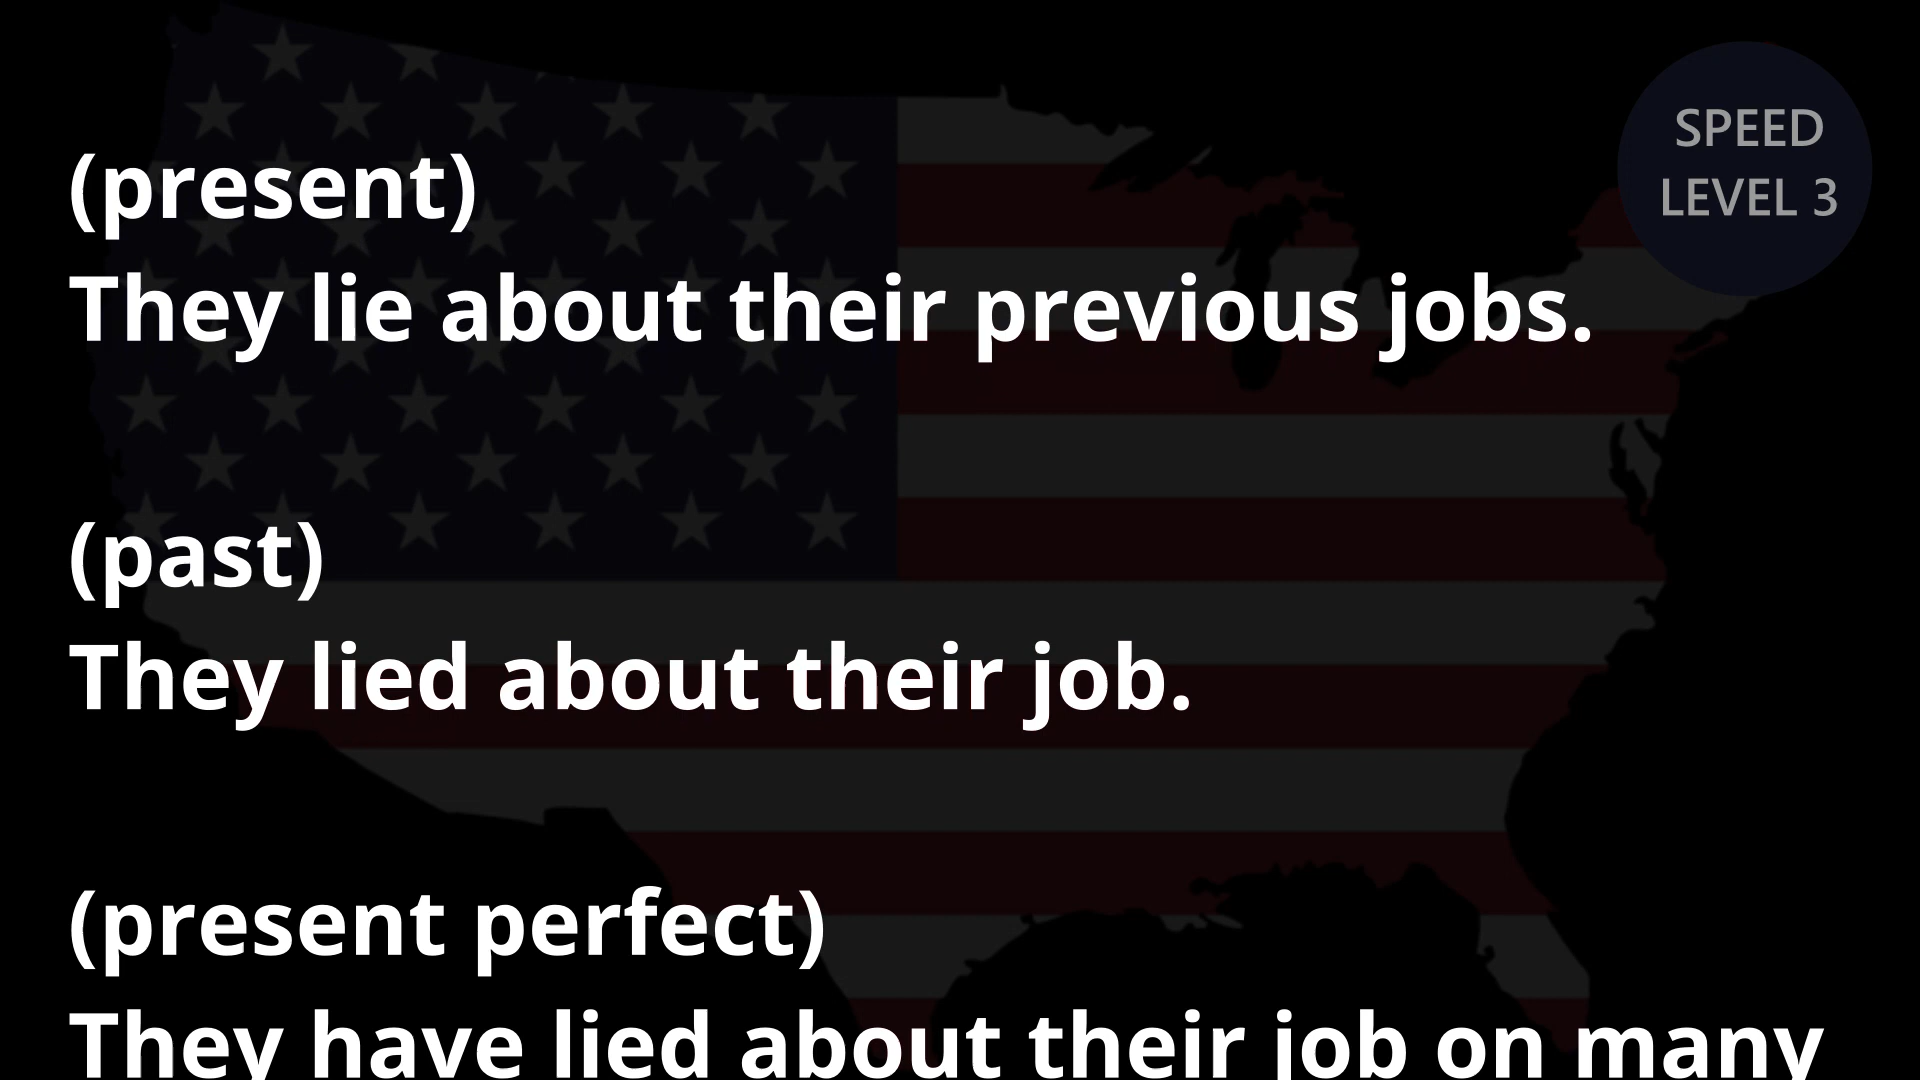 SPEED
LEVEL 3
(present)
They lie about their previous jobs.
(past)
They lied about their job.
(present perfect)
They have lied about their job on many